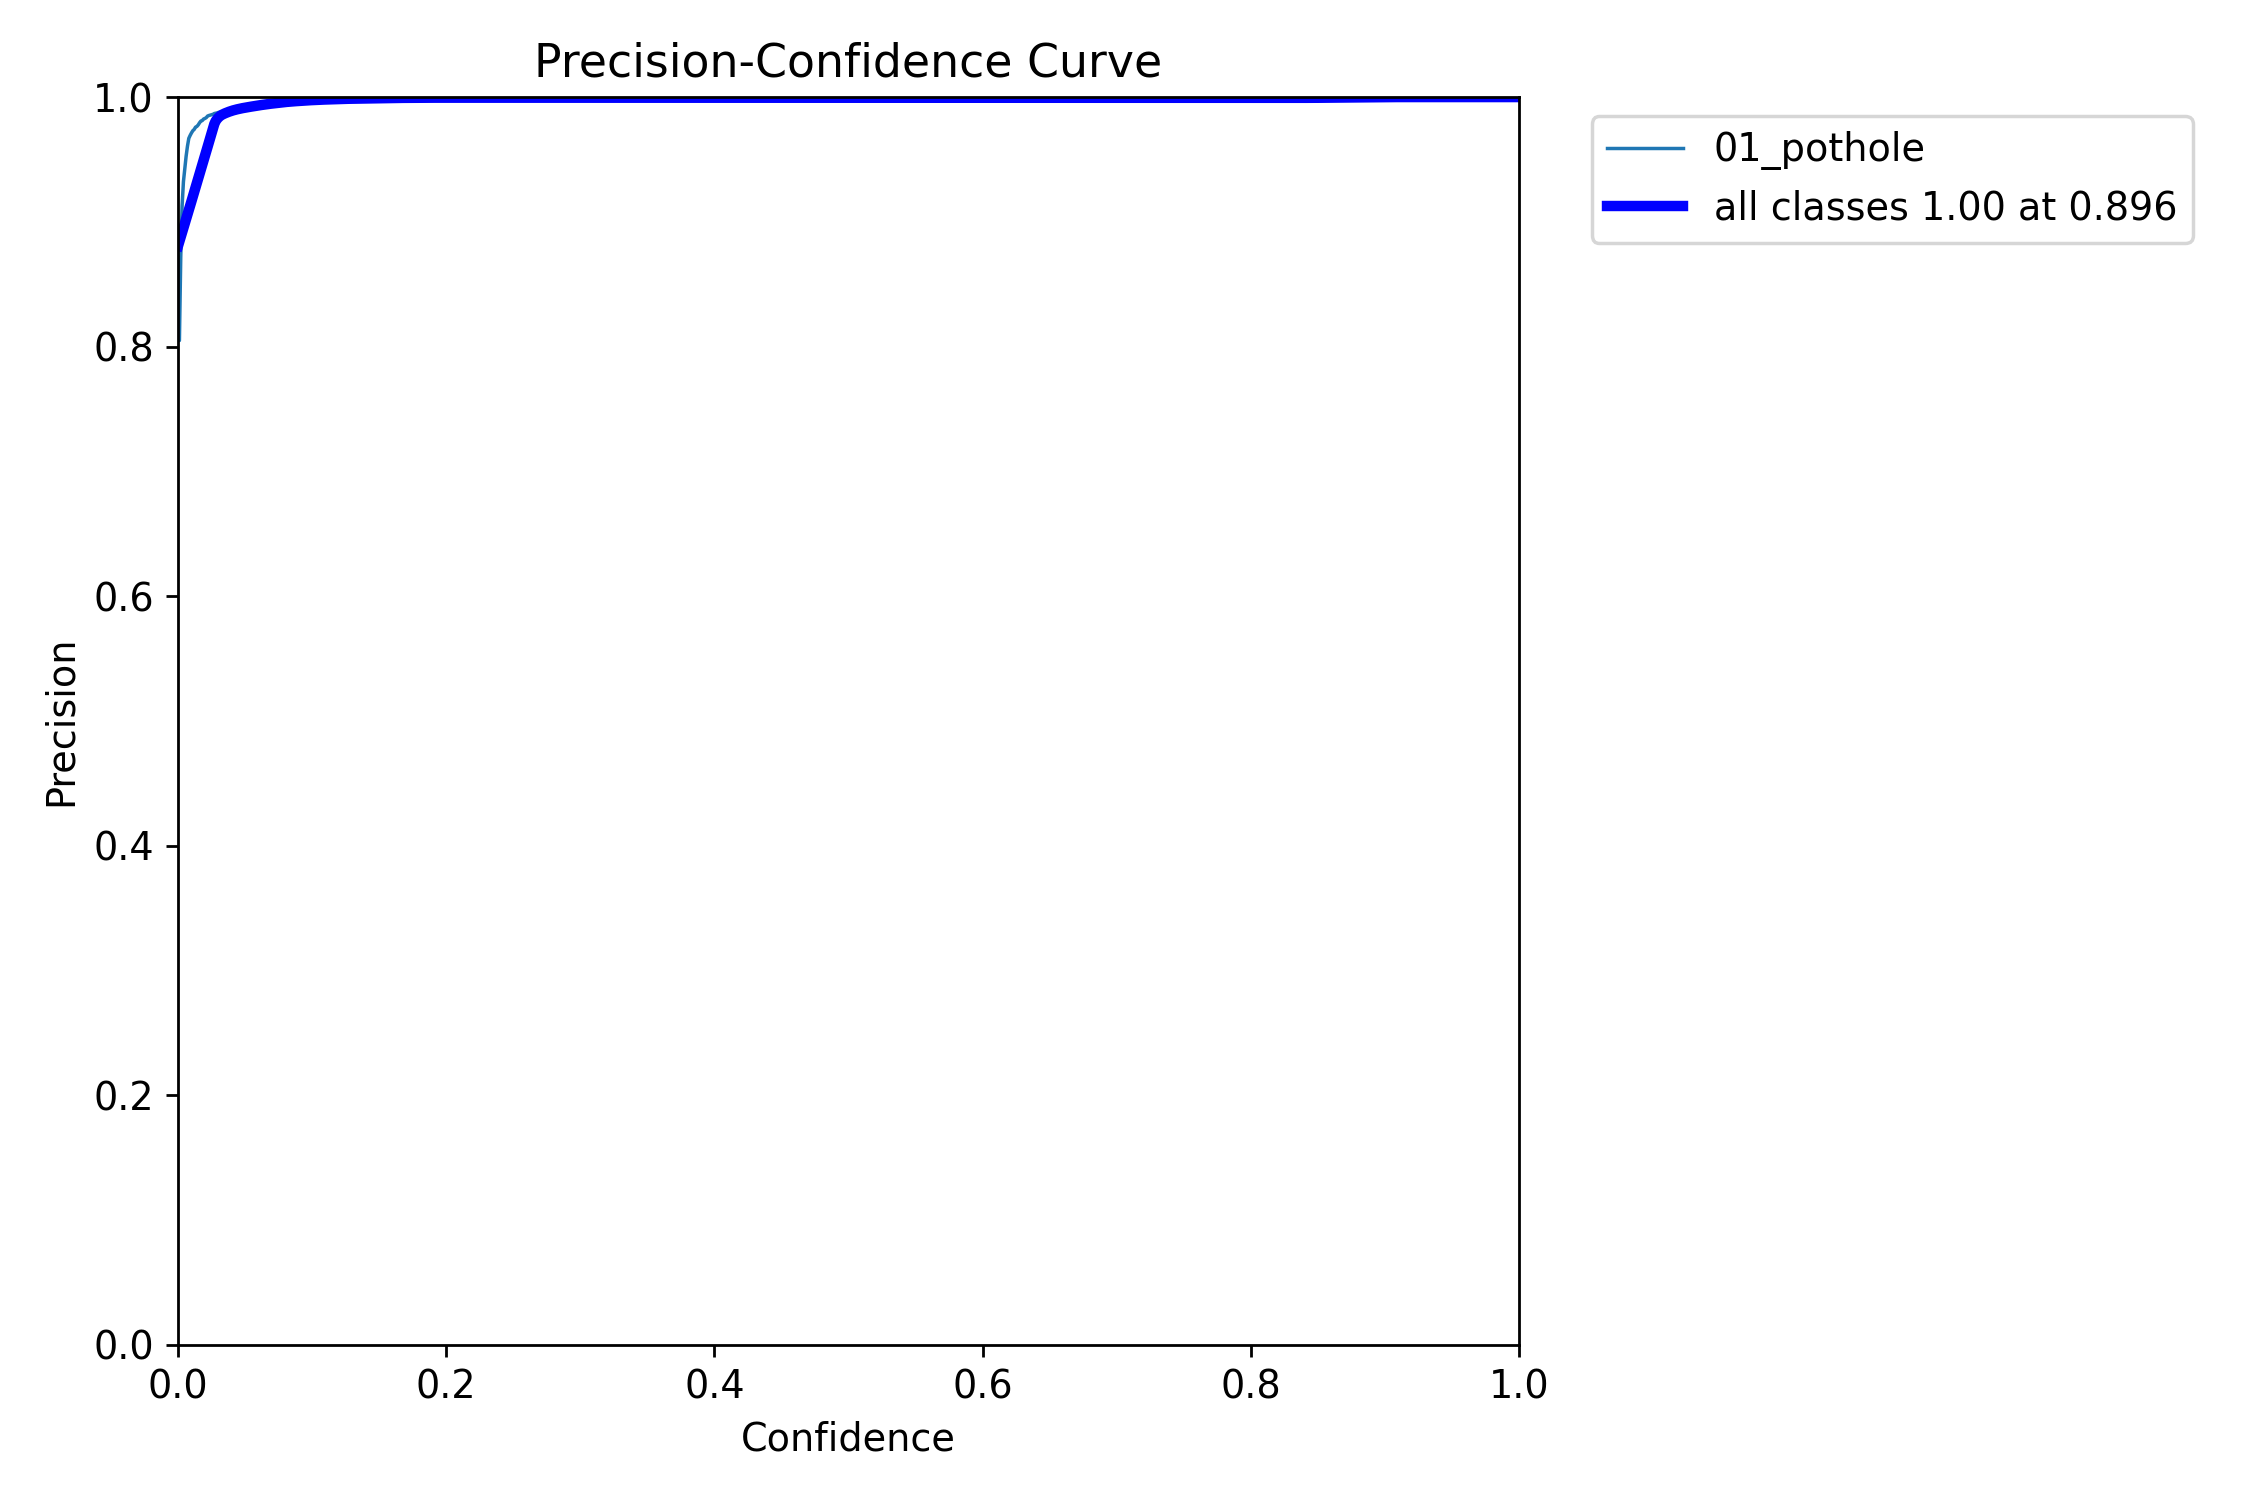 Precision-Confidence Curve
1.0
0.8
0.6
0.4
0.2
0.0
Precision
0.0 0.2 0.4 0.6 0.8 1.0
Confidence
01_pothole
all classes 1.00 at 0.896